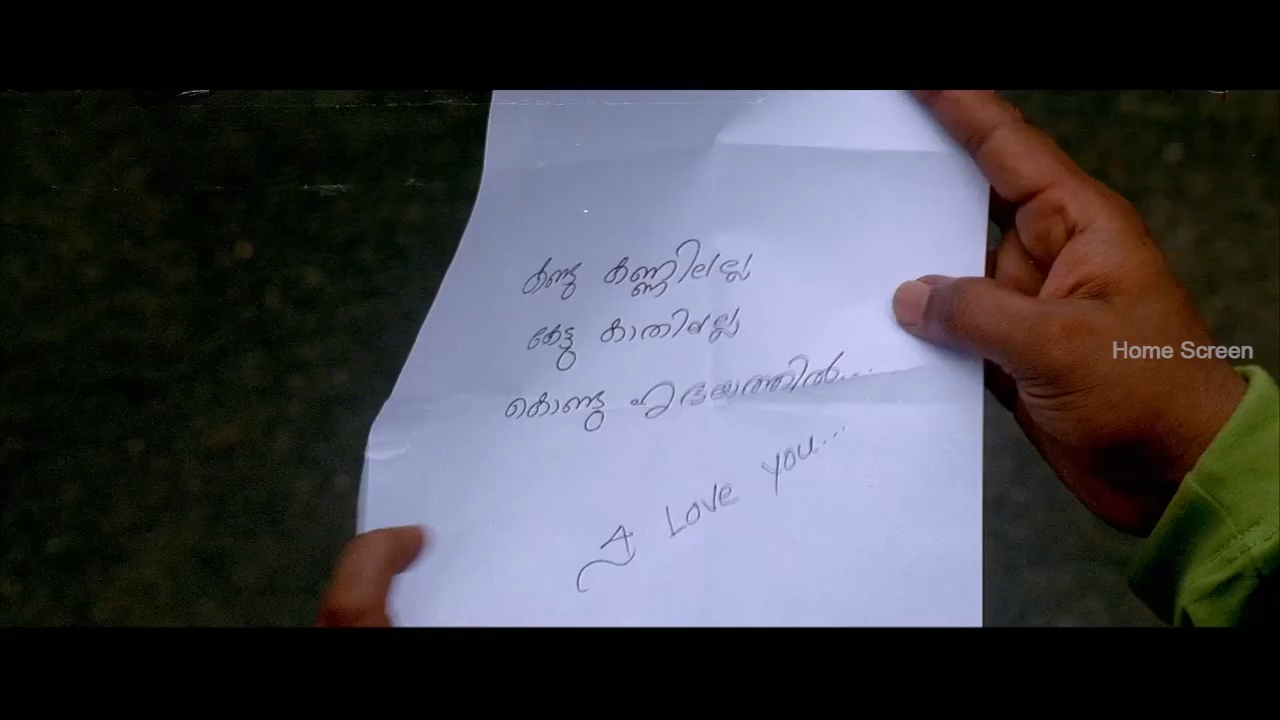 കണ്ടു കണ്ണിലല്ല
കേട്ടു കാതിലല്ല
കൊണ്ടു ഹൃദയത്തിൽ...
I Love you...
Home Screen